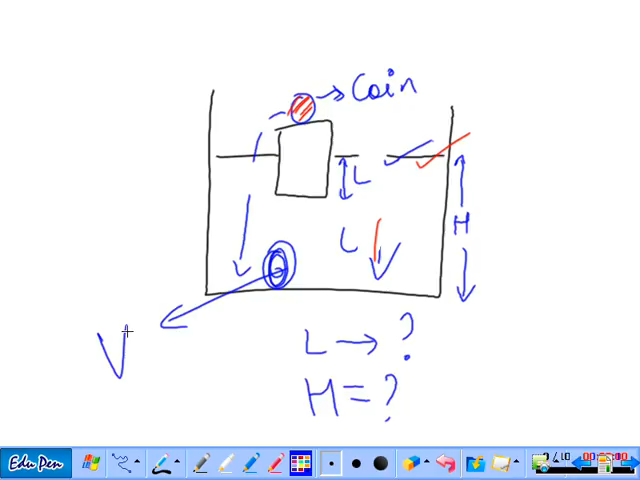 Coin
L
L
H
V
L → ?
H = ?
Edu Pen